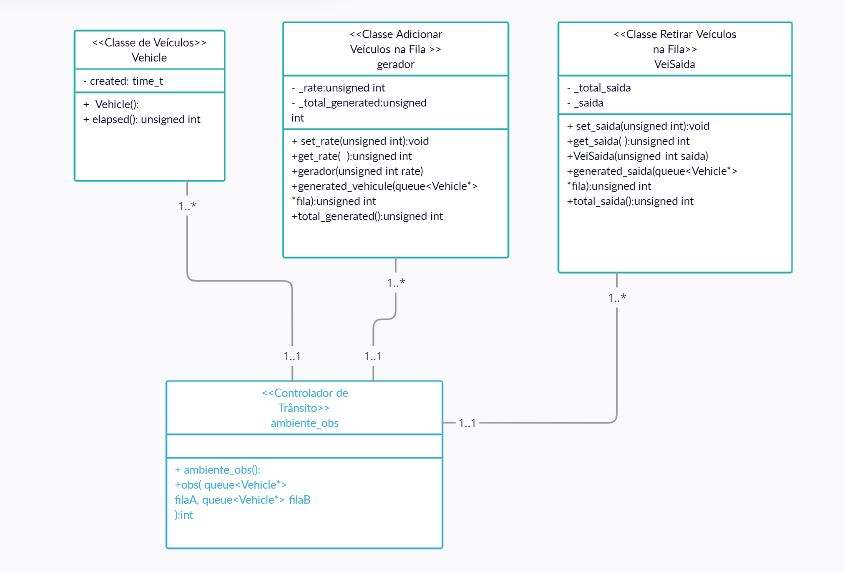 <<Classe de Veículos>>
Vehicle
- created: time_t
+ Vehicle():
+ elapsed(): unsigned int
<<Classe Adicionar
Veículos na Fila >>
gerador
- _rate:unsigned int
- _total_generated:unsigned
int
+ set_rate(unsigned int):void
+get_rate( ):unsigned int
+gerador(unsigned int rate)
+generated_vehicule(queue<Vehicle*>
*fila):unsigned int
+total_generated():unsigned int
<<Classe Retirar Veículos
na Fila>>
VeiSaida
- _total_saida
- _saida
+ set_saida(unsigned int):void
+get_saida( ):unsigned int
+VeiSaida(unsigned int saida)
+generated_saida(queue<Vehicle*>
*fila):unsigned int
+total_saida():unsigned int
1..*
1..*
1..*
1..1
1..1
1..1
<<Controlador de
Trânsito>>
ambiente_obs
+ ambiente_obs():
+obs( queue<Vehicle*>
filaA, queue<Vehicle*> filaB
):int